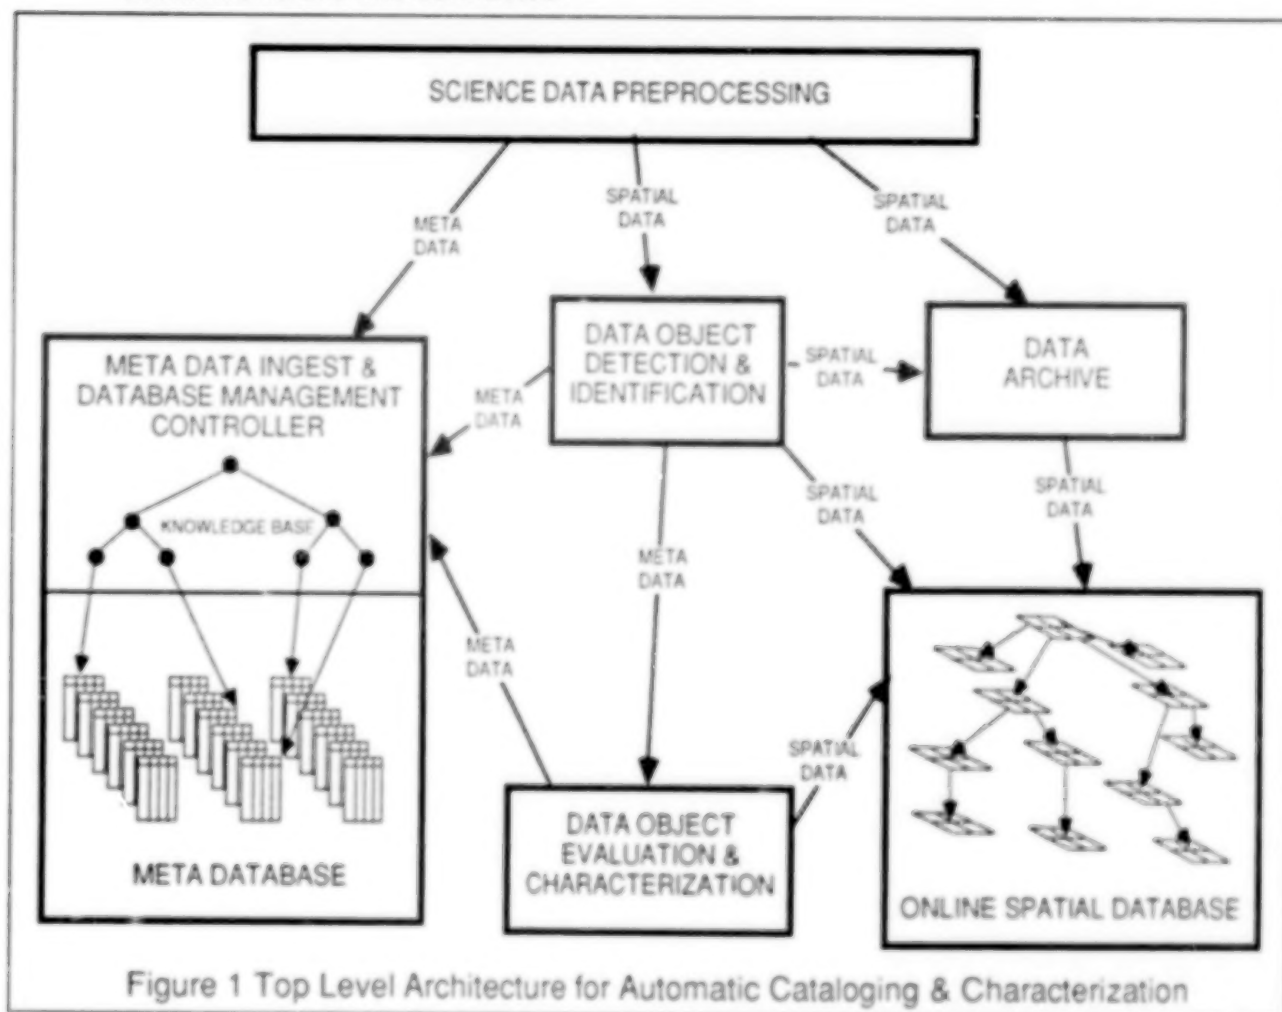 SCIENCE DATA PREPROCESSING
META
DATA
SPATIAL
DATA
SPATIAL
DATA
META DATA INGEST &
DATABASE MANAGEMENT
CONTROLLER
KNOWLEDGE BASE
META
DATA
DATA OBJECT
DETECTION &
IDENTIFICATION
SPATIAL
DATA
DATA
ARCHIVE
SPATIAL
DATA
META
DATA
SPATIAL
DATA
META
DATA
SPATIAL
DATA
META DATABASE
DATA OBJECT
EVALUATION &
CHARACTERIZATION
ONLINE SPATIAL DATABASE
Figure 1 Top Level Architecture for Automatic Cataloging & Characterization